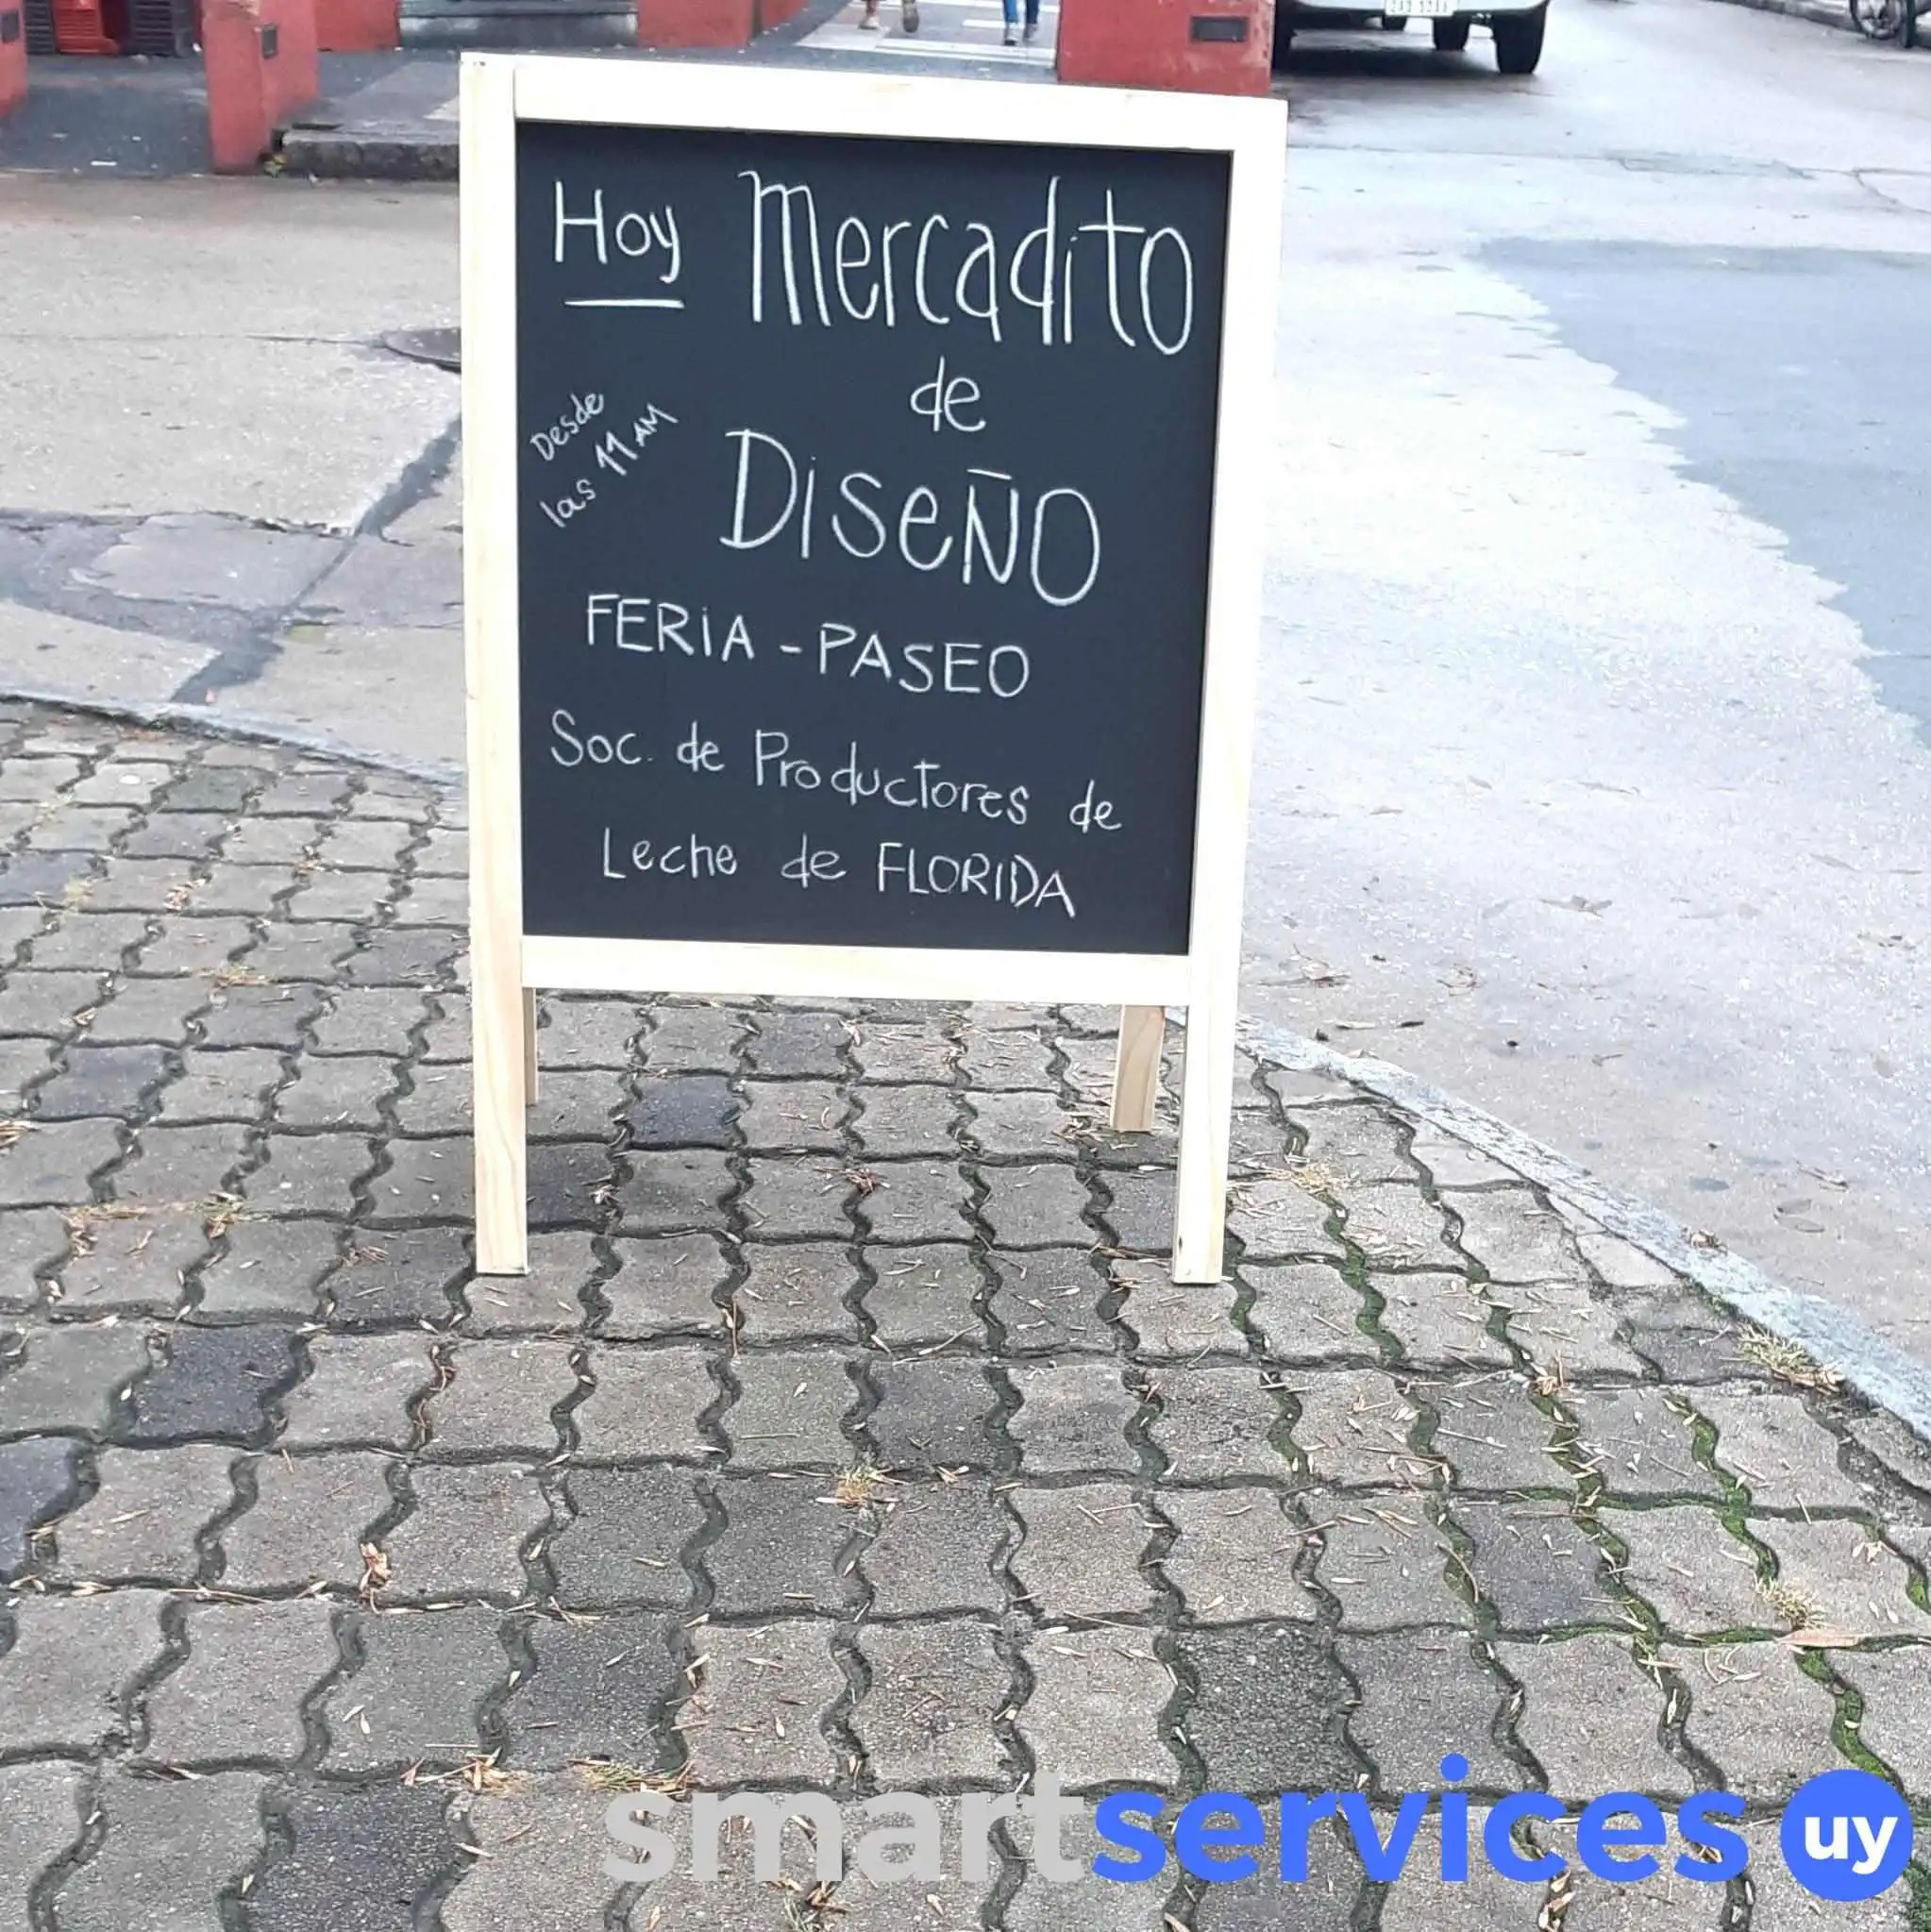 Hoy Mercadito
de
Desde
las 11 AM
DiSeÑO
FERiA - PASEO
Soc. de Productores de
Leche de FLORIDA
smartservices uy